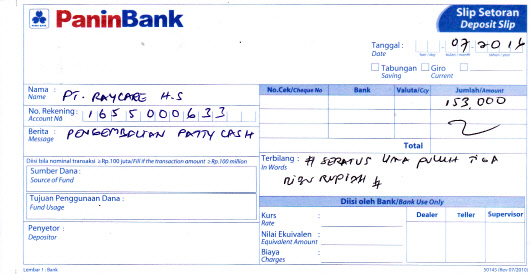 PaninBank
Slip Setoran
Deposit Slip
Tanggal : 07 2016
Date
Tabungan Giro
Saving Current
Nama : PT. RAYCARE H.S
Name
No. Rekening : 1655000633
Account No
Berita : PENGEMBALIAN PATTY CASH
Message
No.Cek/Cheque No Bank Valuta/Ccy Jumlah/Amount
153,000
Total
Diisi bila nominal transaksi ≥ Rp.100 juta/Fill if the transaction amount ≥ Rp.100 million
Sumber Dana :
Source of Fund
Tujuan Penggunaan Dana :
Fund Usage
Penyetor :
Depositor
Terbilang : # SERATUS LIMA PULUH TIGA
In Words
RIBU RUPIAH #
Diisi oleh Bank/Bank Use Only
Dealer Teller Supervisor
Kurs :
Rate
Nilai Ekuivalen :
Equivalent Amount
Biaya :
Charges
Lembar 1 : Bank
50145 (Rev 07/2010)